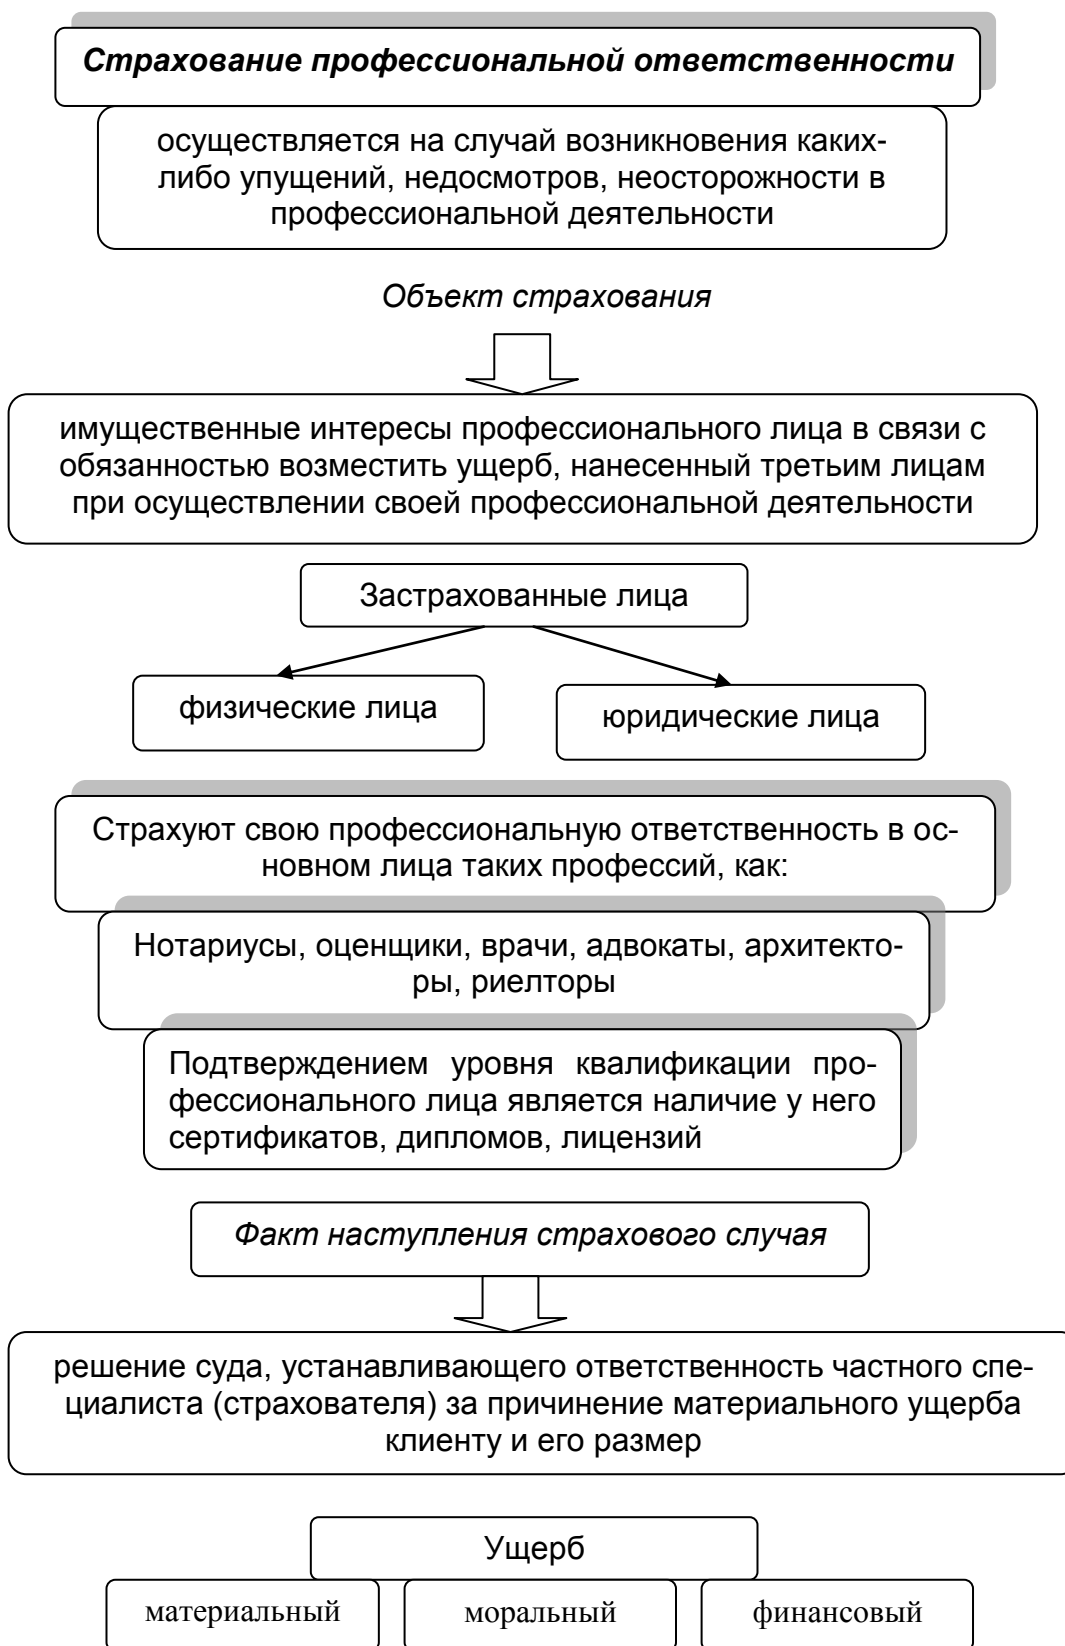 Страхование профессиональной ответственности
осуществляется на случай возникновения каких-
либо упущений, недосмотров, неосторожности в
профессиональной деятельности
Объект страхования
имущественные интересы профессионального лица в связи с
обязанностью возместить ущерб, нанесенный третьим лицам
при осуществлении своей профессиональной деятельности
Застрахованные лица
физические лица
юридические лица
Страхуют свою профессиональную ответственность в ос-
новном лица таких профессий, как:
Нотариусы, оценщики, врачи, адвокаты, архитекто-
ры, риелторы
Подтверждением уровня квалификации про-
фессионального лица является наличие у него
сертификатов, дипломов, лицензий
Факт наступления страхового случая
решение суда, устанавливающего ответственность частного спе-
циалиста (страхователя) за причинение материального ущерба
клиенту и его размер
Ущерб
материальный
моральный
финансовый